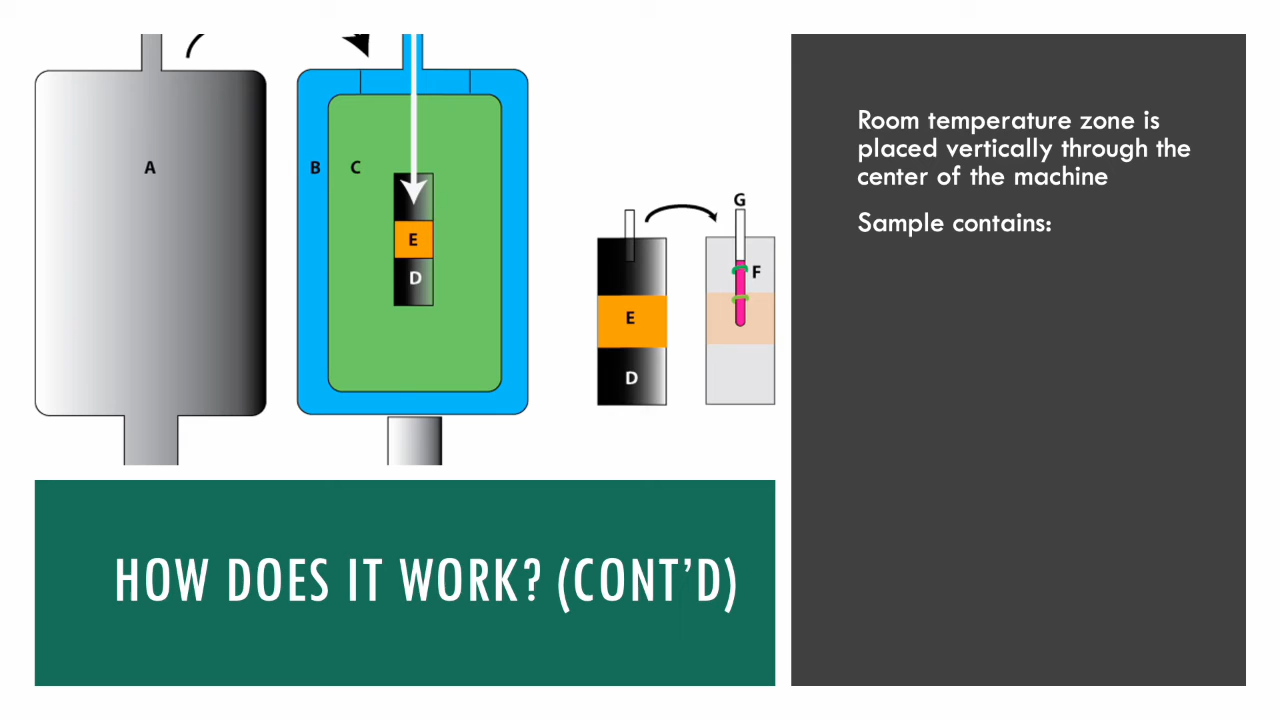 A
B
C
E
D
E
D
G
F
Room temperature zone is
placed vertically through the
center of the machine
Sample contains:
HOW DOES IT WORK? (CONT’D)